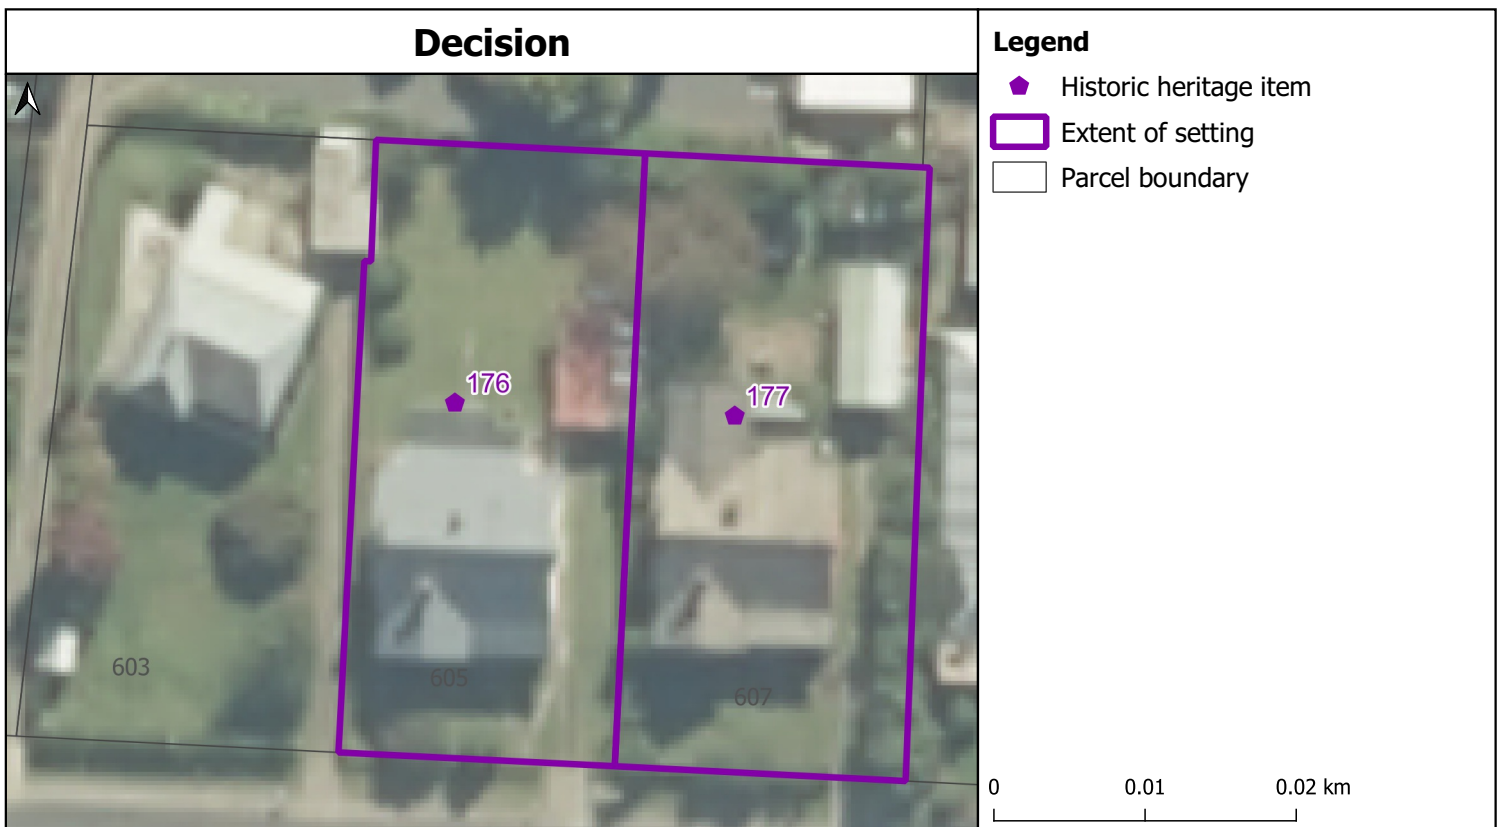 Decision
Legend
Historic heritage item
Extent of setting
Parcel boundary
176
177
603
605
607
0 0.01 0.02 km